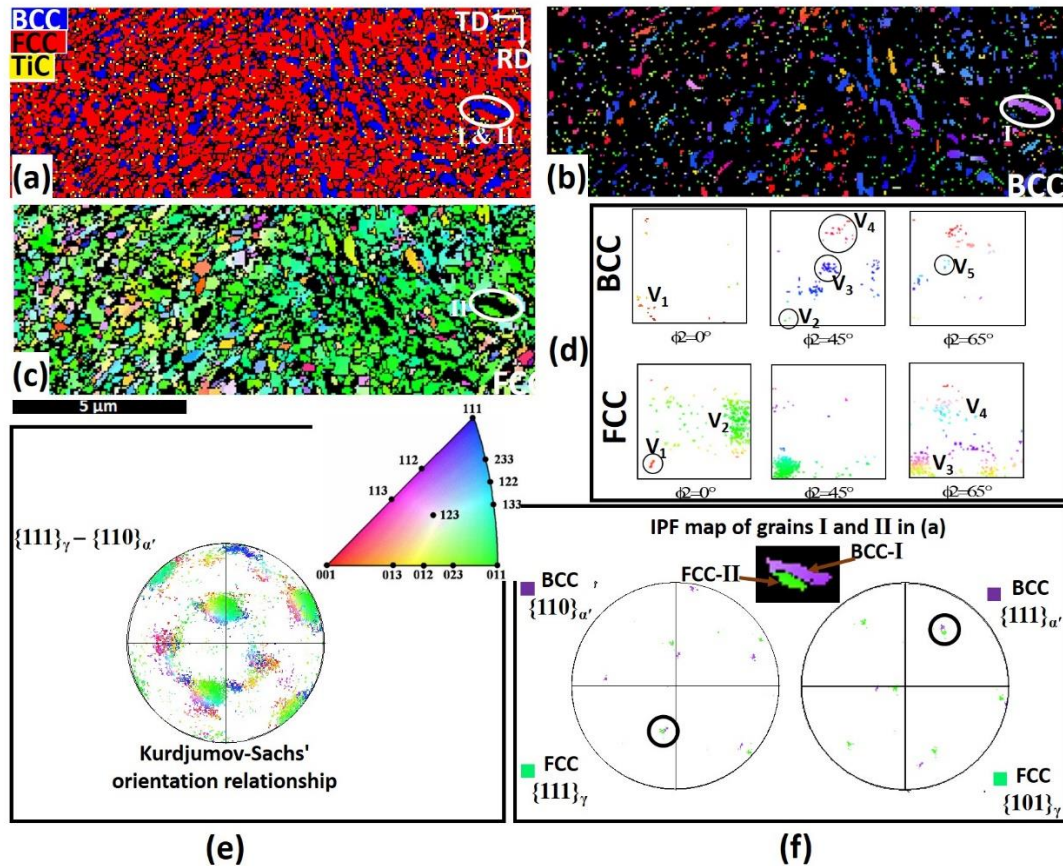 BCC
FCC
TiC
TD
RD
I & II
(a)
I
(b)
BCC
II
(c)
FC
5 μm
BCC
V1
V4
V3
V2
V5
ϕ2=0°
ϕ2=45°
ϕ2=65°
(d)
FCC
V1
V2
V4
V3
ϕ2=0°
ϕ2=45°
ϕ2=65°
111
233
122
133
112
113
123
001
013
012
023
011
{111}γ – {110}α'
Kurdjumov-Sachs'
orientation relationship
(e)
IPF map of grains I and II in (a)
BCC-I
FCC-II
BCC
{110}α'
BCC
{111}α'
FCC
{111}γ
FCC
{101}γ
(f)